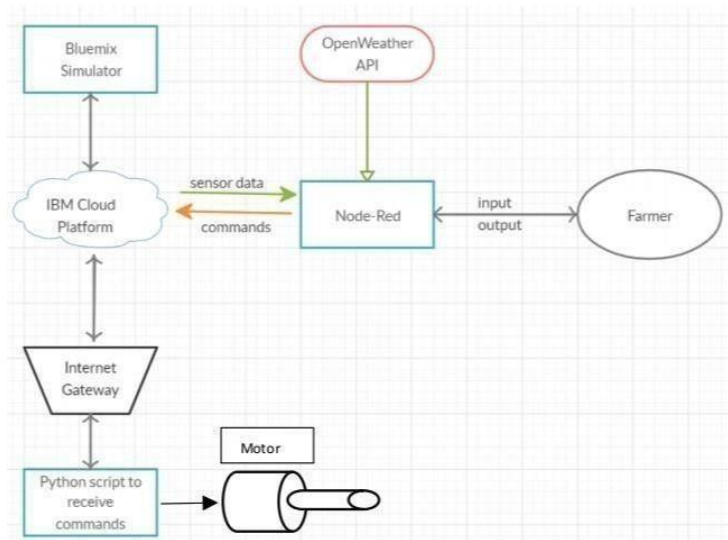 Bluemix
Simulator
OpenWeather
API
IBM Cloud
Platform
sensor data
commands
Node-Red
input
output
Farmer
Internet
Gateway
Python script to
receive
commands
Motor